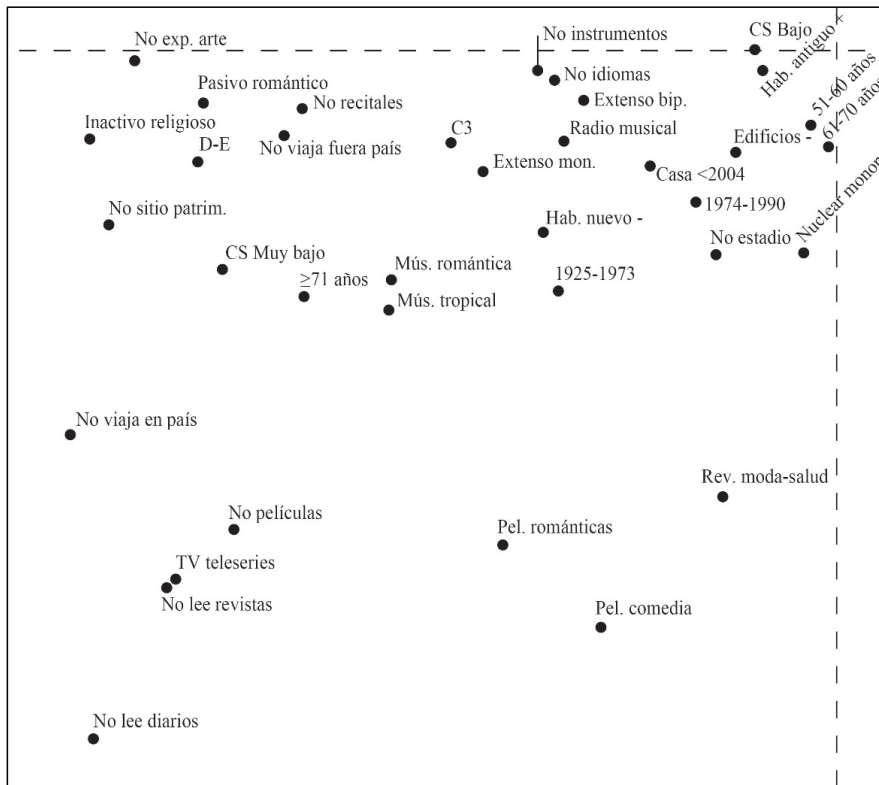 No instrumentos
CS Bajo
Hab. antiguo +
No exp. arte
No idiomas
Pasivo romántico
No recitales
Extenso bip.
51-60 años
61-70 años
Inactivo religioso
D-E
No viaja fuera país
C3
Radio musical
Edificios -
Extenso mon.
Casa <2004
1974-1990
Nuclear monop
No sitio patrim.
Hab. nuevo -
No estadio
CS Muy bajo
≥71 años
Mús. romántica
1925-1973
Mús. tropical
No viaja en país
Rev. moda-salud
No películas
Pel. románticas
TV teleseries
No lee revistas
Pel. comedia
No lee diarios